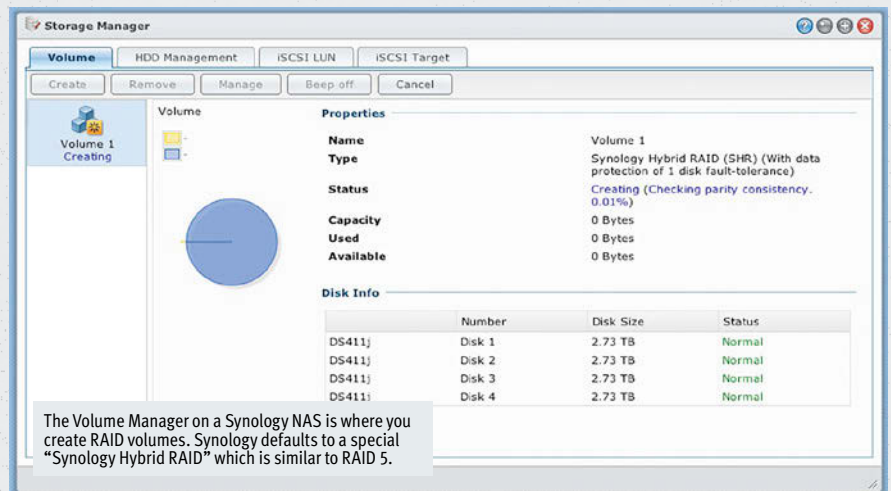 Storage Manager
Volume HDD Management iSCSI LUN iSCSI Target
Create Remove Manage Beep off Cancel
Volume 1
Creating
Volume
-
-
Properties
Name Volume 1
Type Synology Hybrid RAID (SHR) (With data
protection of 1 disk fault-tolerance)
Status Creating (Checking parity consistency.
0.01%)
Capacity 0 Bytes
Used 0 Bytes
Available 0 Bytes
Disk Info
Number Disk Size Status
DS411j Disk 1 2.73 TB Normal
DS411j Disk 2 2.73 TB Normal
DS411j Disk 3 2.73 TB Normal
DS411j Disk 4 2.73 TB Normal
The Volume Manager on a Synology NAS is where you
create RAID volumes. Synology defaults to a special
“Synology Hybrid RAID” which is similar to RAID 5.